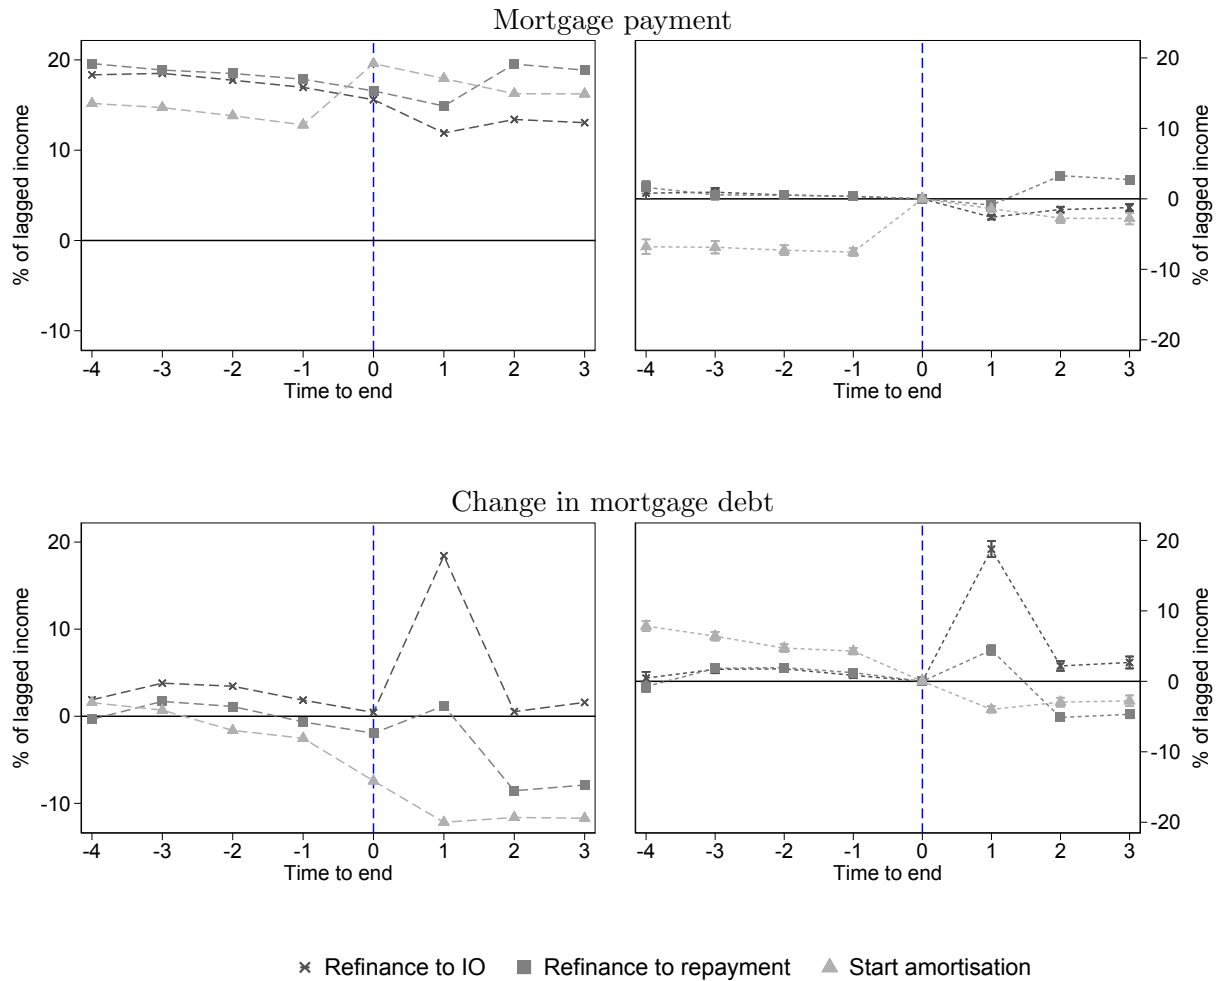 Mortgage payment
20
10
0
-10
% of lagged income
-4 -3 -2 -1 0 1 2 3
Time to end
20
10
0
-10
-20
% of lagged income
-4 -3 -2 -1 0 1 2 3
Time to end
Change in mortgage debt
20
10
0
-10
% of lagged income
-4 -3 -2 -1 0 1 2 3
Time to end
20
10
0
-10
-20
% of lagged income
-4 -3 -2 -1 0 1 2 3
Time to end
Refinance to IO Refinance to repayment Start amortisation